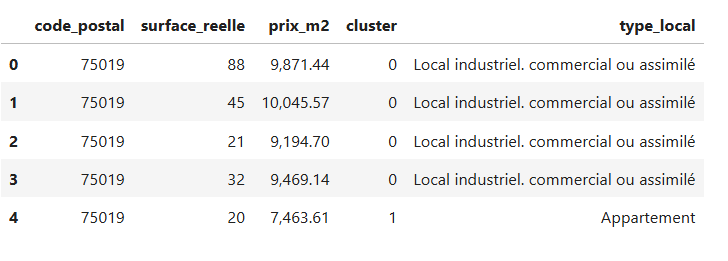 code_postal surface_reelle prix_m2 cluster type_local
0 75019 88 9,871.44 0 Local industriel. commercial ou assimilé
1 75019 45 10,045.57 0 Local industriel. commercial ou assimilé
2 75019 21 9,194.70 0 Local industriel. commercial ou assimilé
3 75019 32 9,469.14 0 Local industriel. commercial ou assimilé
4 75019 20 7,463.61 1 Appartement